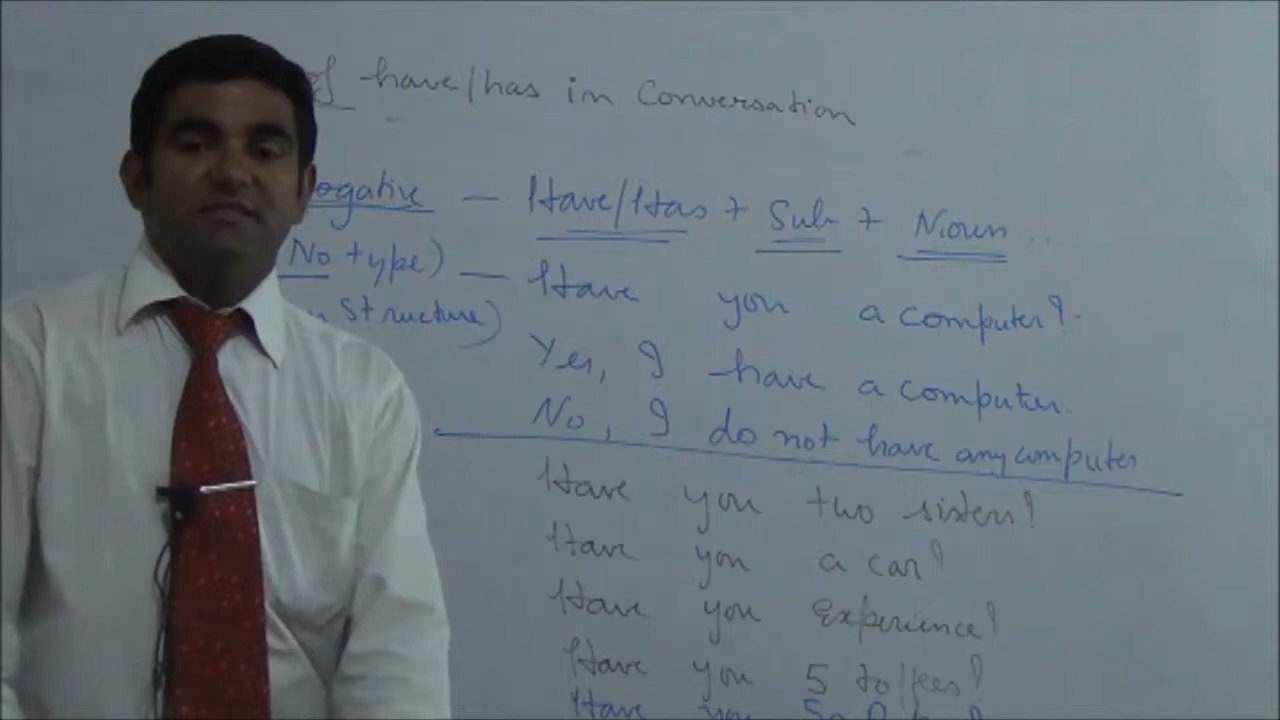 of have/has in Conversation
ogative — Have/Has + Sub + Noun
No type) — Have you a computer?
Structure)
Yes, I have a computer.
No, I do not have any computer
Have you two sisters?
Have you a car?
Have you Experience?
Have you 5 toffees?
Have you